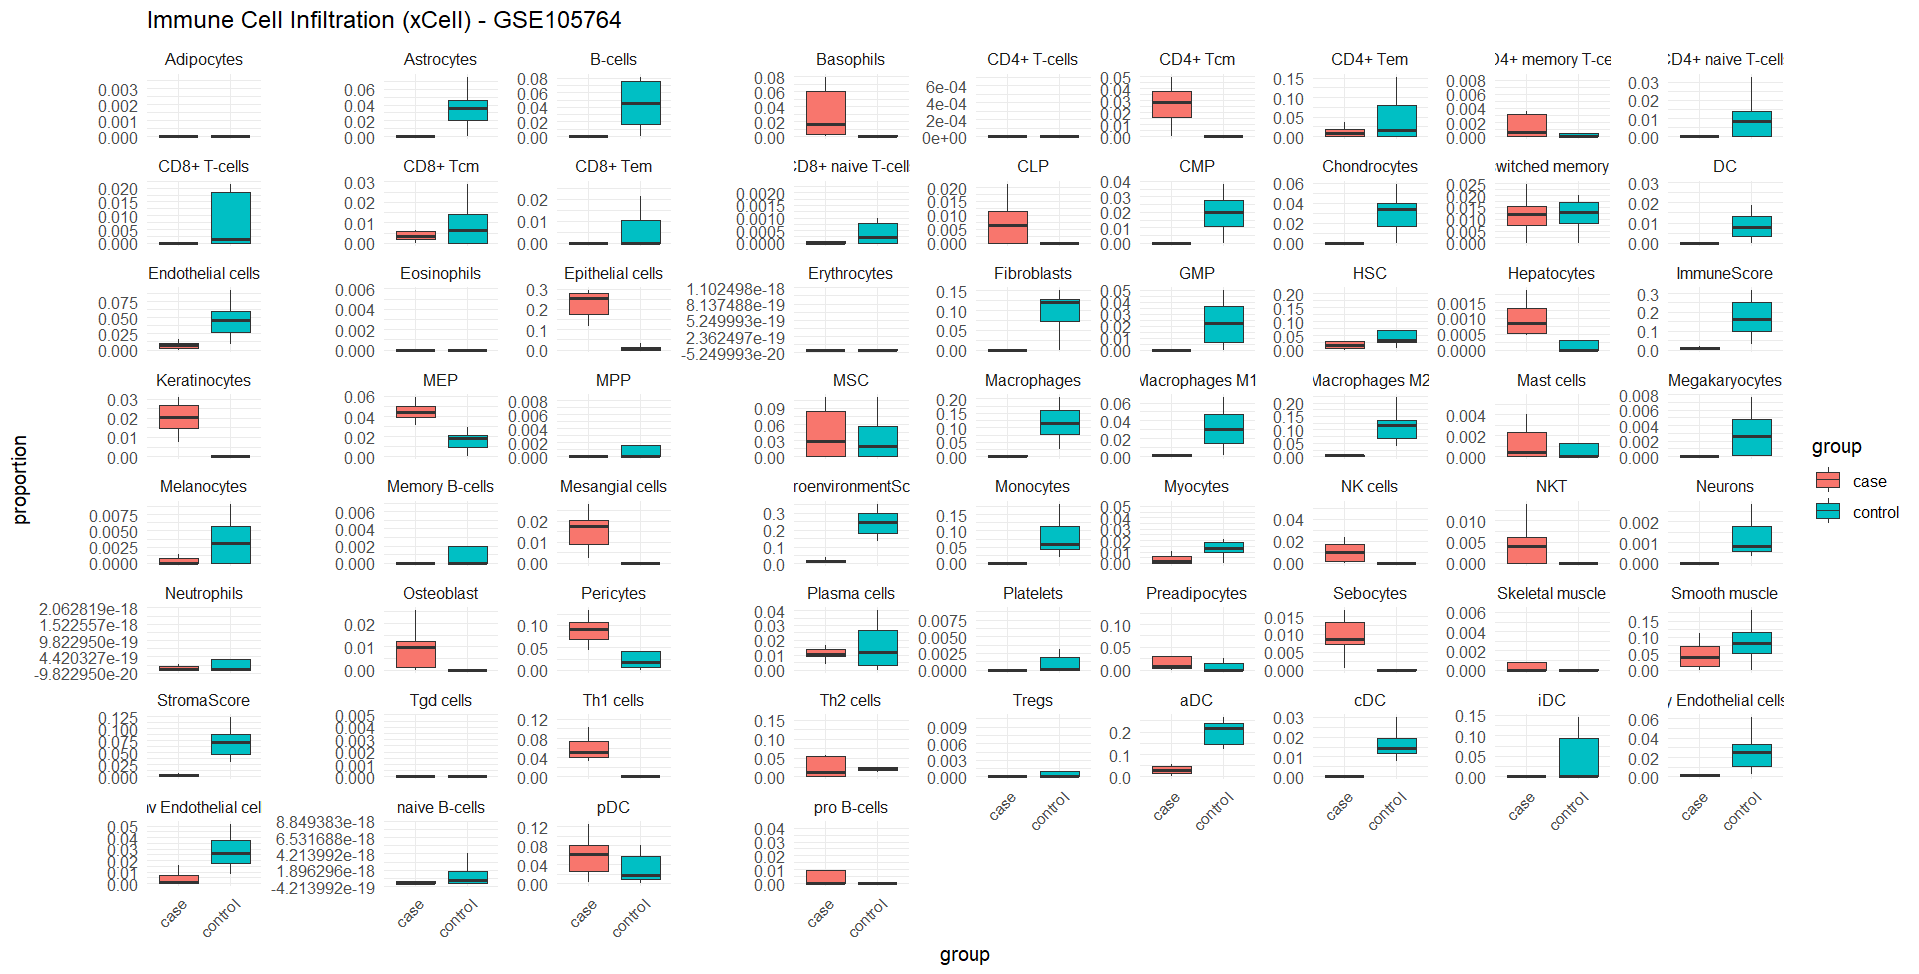 Immune Cell Infiltration (xCell) - GSE105764
Adipocytes Astrocytes B-cells Basophils CD4+ T-cells CD4+ Tcm CD4+ Tem D4+ memory T-ce CD4+ naive T-cell
0.003 0.002 0.001 0.000
0.06 0.04 0.02 0.00
0.08 0.06 0.04 0.02 0.00
0.08 0.06 0.04 0.02 0.00
6e-04 4e-04 2e-04 0e+00
0.05 0.04 0.03 0.02 0.01 0.00
0.15 0.10 0.05 0.00
0.008 0.006 0.004 0.002 0.000
0.03 0.02 0.01 0.00
CD8+ T-cells CD8+ Tcm CD8+ Tem CD8+ naive T-cell CLP CMP Chondrocytes switched memory DC
0.020 0.015 0.010 0.005 0.000
0.03 0.02 0.01 0.00
0.02 0.01 0.00
0.0020 0.0015 0.0010 0.0005 0.0000
0.020 0.015 0.010 0.005 0.000
0.04 0.03 0.02 0.01 0.00
0.06 0.04 0.02 0.00
0.025 0.020 0.015 0.010 0.005 0.000
0.03 0.02 0.01 0.00
Endothelial cells Eosinophils Epithelial cells Erythrocytes Fibroblasts GMP HSC Hepatocytes ImmuneScore
0.075 0.050 0.025 0.000
0.006 0.004 0.002 0.000
0.3 0.2 0.1 0.0
1.102498e-18 8.137488e-19 5.249993e-19 2.362497e-19 -5.249993e-20
0.15 0.10 0.05 0.00
0.05 0.04 0.03 0.02 0.01 0.00
0.20 0.15 0.10 0.05 0.00
0.0015 0.0010 0.0005 0.0000
0.3 0.2 0.1 0.0
Keratinocytes MEP MPP MSC Macrophages Macrophages M1 Macrophages M2 Mast cells Megakaryocytes
0.03 0.02 0.01 0.00
0.06 0.04 0.02 0.00
0.008 0.006 0.004 0.002 0.000
0.09 0.06 0.03 0.00
0.20 0.15 0.10 0.05 0.00
0.06 0.04 0.02 0.00
0.20 0.15 0.10 0.05 0.00
0.004 0.002 0.000
0.008 0.006 0.004 0.002 0.000
Melanocytes Memory B-cells Mesangial cells roenvironmentSc Monocytes Myocytes NK cells NKT Neurons
0.0075 0.0050 0.0025 0.0000
0.006 0.004 0.002 0.000
0.02 0.01 0.00
0.3 0.2 0.1 0.0
0.15 0.10 0.05 0.00
0.05 0.04 0.03 0.02 0.01 0.00
0.04 0.02 0.00
0.010 0.005 0.000
0.002 0.001 0.000
Neutrophils Osteoblast Pericytes Plasma cells Platelets Preadipocytes Sebocytes Skeletal muscle Smooth muscle
2.062819e-18 1.522557e-18 9.822950e-19 4.420327e-19 -9.822950e-20
0.02 0.01 0.00
0.10 0.05 0.00
0.04 0.03 0.02 0.01 0.00
0.0075 0.0050 0.0025 0.0000
0.10 0.05 0.00
0.015 0.010 0.005 0.000
0.006 0.004 0.002 0.000
0.15 0.10 0.05 0.00
StromaScore Tgd cells Th1 cells Th2 cells Tregs aDC cDC iDC y Endothelial cells
0.125 0.100 0.075 0.050 0.025 0.000
0.005 0.004 0.003 0.002 0.001 0.000
0.12 0.08 0.04 0.00
0.15 0.10 0.05 0.00
0.009 0.006 0.003 0.000
0.2 0.1 0.0
0.03 0.02 0.01 0.00
0.15 0.10 0.05 0.00
0.06 0.04 0.02 0.00
case control case control case control case control case control
nv Endothelial cel naive B-cells pDC pro B-cells
0.05 0.04 0.03 0.02 0.01 0.00
8.849383e-18 6.531688e-18 4.213992e-18 1.896296e-18 -4.213992e-19
0.12 0.08 0.04 0.00
0.04 0.03 0.02 0.01 0.00
case control case control case control case control
proportion
group
group
case
control